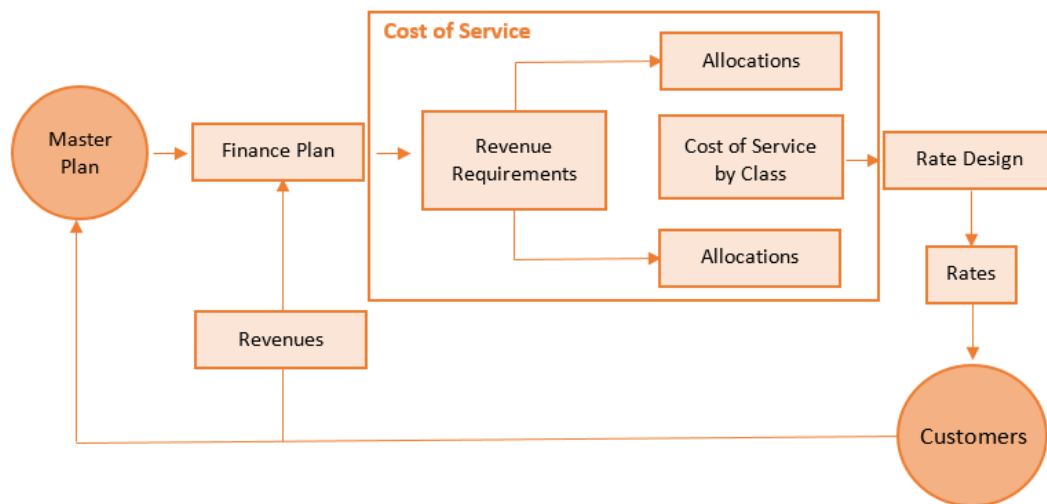 Cost of Service
Allocations
Master
Plan
Finance Plan
Revenue
Requirements
Cost of Service
by Class
Rate Design
Allocations
Rates
Revenues
Customers